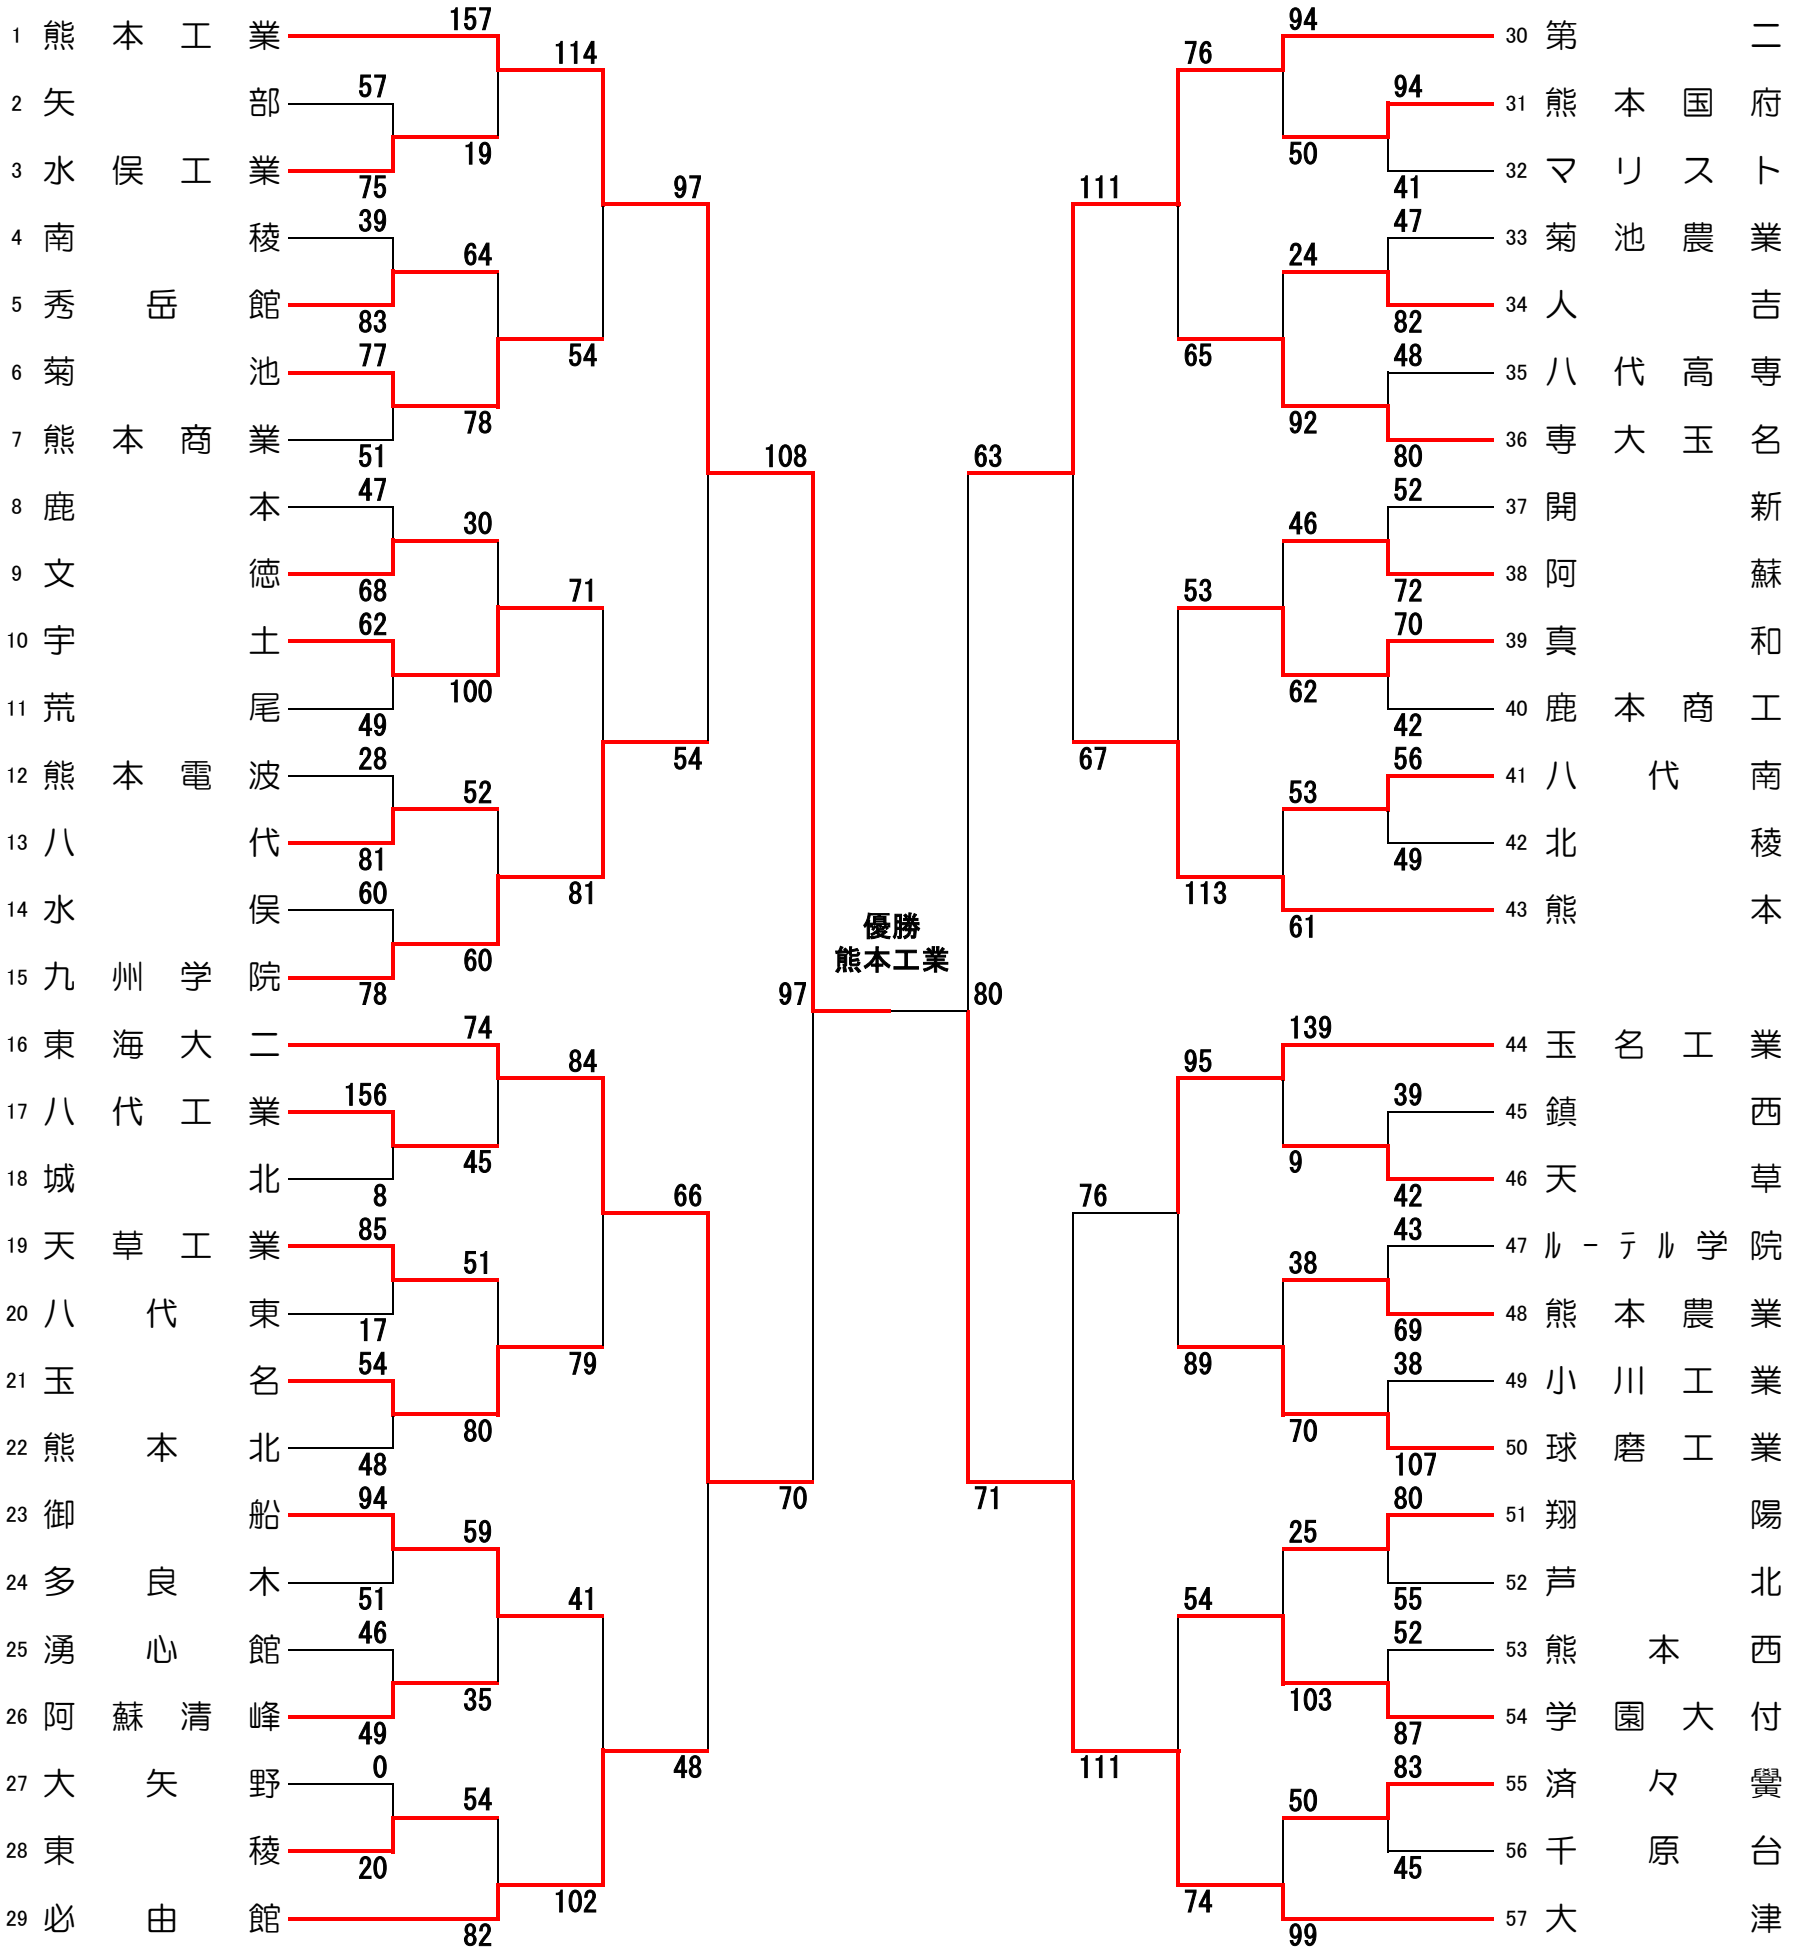 157
1 熊本工業
114
57
2 矢部
19
3 水俣工業
75
97
39
4 南稜
64
5 秀岳館
83
77
54
6 菊池
78
7 熊本商業
51
108
47
8 鹿本
30
9 文徳
68
71
62
10 宇土
100
11 荒尾
49
28
54
12 熊本電波
52
13 八代
81
60
81
14 水俣
60
15 九州学院
78
97
74
16 東海大二
84
156
17 八代工業
45
18 城北
8
66
85
19 天草工業
51
20 八代東
17
54
79
21 玉名
80
22 熊本北
48
94
70
23 御船
59
24 多良木
51
41
46
25 湧心館
35
26 阿蘇清峰
49
0
48
27 大矢野
54
28 東稜
20
102
29 必由館
82
優勝
熊本工業
94
30 第二
76
94
31 熊本国府
50
32 マリスト
41
111
47
33 菊池農業
24
34 人吉
82
48
65
35 八代高専
92
36 専大玉名
80
63
52
37 開新
46
38 阿蘇
72
53
70
39 真和
62
40 鹿本商工
42
67
56
41 八代南
53
42 北稜
49
113
43 熊本
61
80
139
44 玉名工業
95
39
45 鎮西
9
46 天草
42
76
43
47 ﾙｰﾃﾙ学院
38
48 熊本農業
69
89
38
49 小川工業
70
50 球磨工業
107
71
80
51 翔陽
25
52 芦北
55
54
52
53 熊本西
103
54 学園大付
87
111
83
55 済々黌
50
56 千原台
45
74
57 大津
99